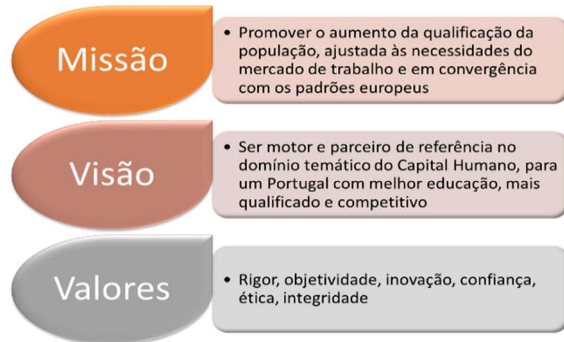 Missão
• Promover o aumento da qualificação da
população, ajustada às necessidades do
mercado de trabalho e em convergência
com os padrões europeus
Visão
• Ser motor e parceiro de referência no
domínio temático do Capital Humano, para
um Portugal com melhor educação, mais
qualificado e competitivo
Valores
• Rigor, objetividade, inovação, confiança,
ética, integridade